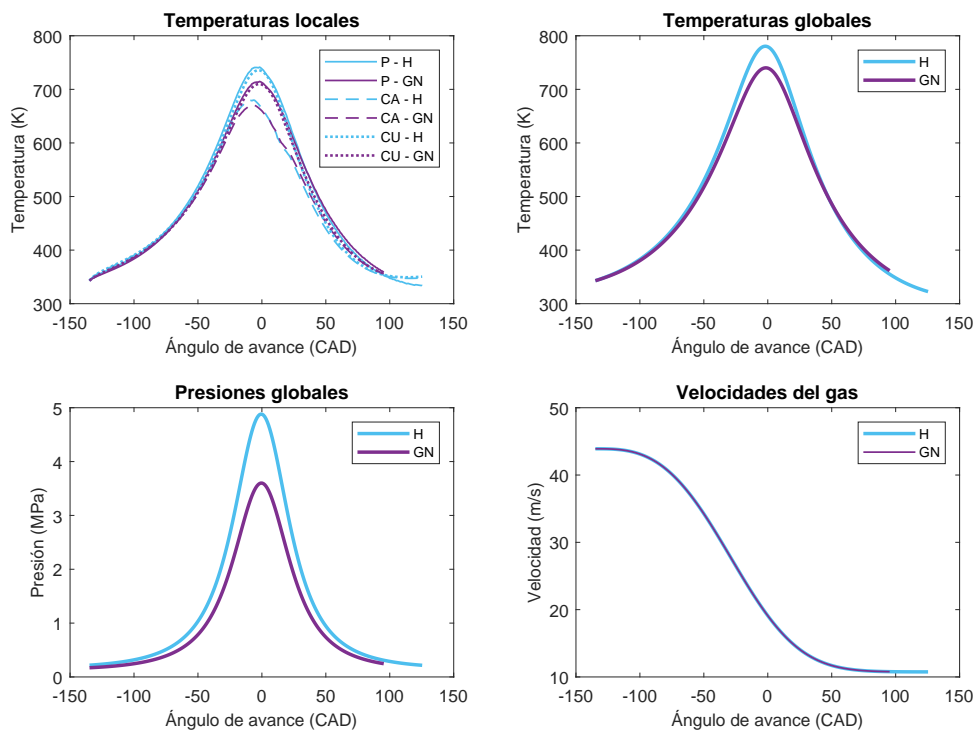 Temperaturas locales
800
700
600
500
400
300
Temperatura (K)
-150 -100 -50 0 50 100 150
Ángulo de avance (CAD)
P - H
P - GN
CA - H
CA - GN
CU - H
CU - GN
Temperaturas globales
800
700
600
500
400
300
Temperatura (K)
-150 -100 -50 0 50 100 150
Ángulo de avance (CAD)
H
GN
Presiones globales
5
4
3
2
1
0
Presión (MPa)
-150 -100 -50 0 50 100 150
Ángulo de avance (CAD)
H
GN
Velocidades del gas
50
40
30
20
10
Velocidad (m/s)
-150 -100 -50 0 50 100 150
Ángulo de avance (CAD)
H
GN